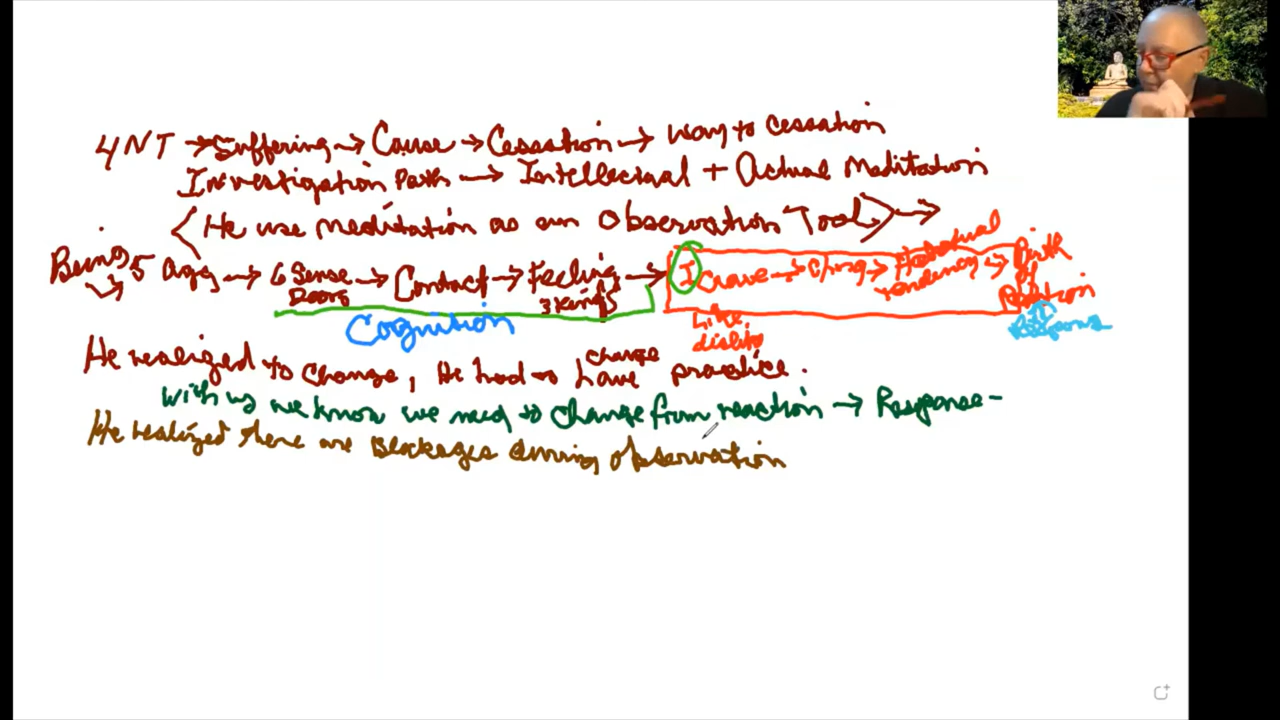 4NT → Suffering → Cause → Cessation → Way to cessation
Investigation Path → Intellectual + Actual Meditation
(He use meditation as an Observation Tool) →
Being 5 agg → 6 Sense Doors → Contact → Feeling 3 kinds → I Crave → Cling → Habitual tendency → Birth of Reaction
Cognition
Like
dislike
Response
He realized to change, He had to have change practice.
With us we know we need to change from reaction → Response -
He realized there are Blockages during observation